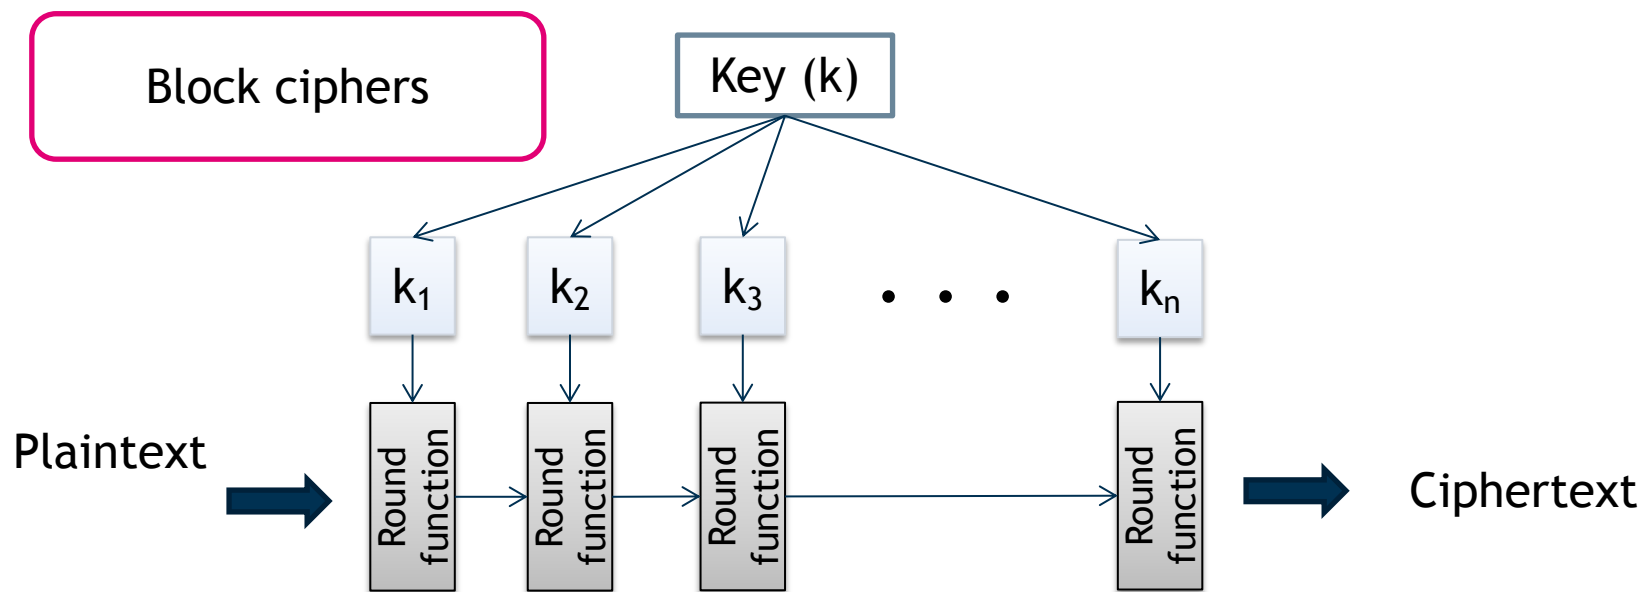 Block ciphers
Key (k)
k₁
k₂
k₃
. . .
kₙ
Plaintext
Round
function
Round
function
Round
function
Round
function
Ciphertext